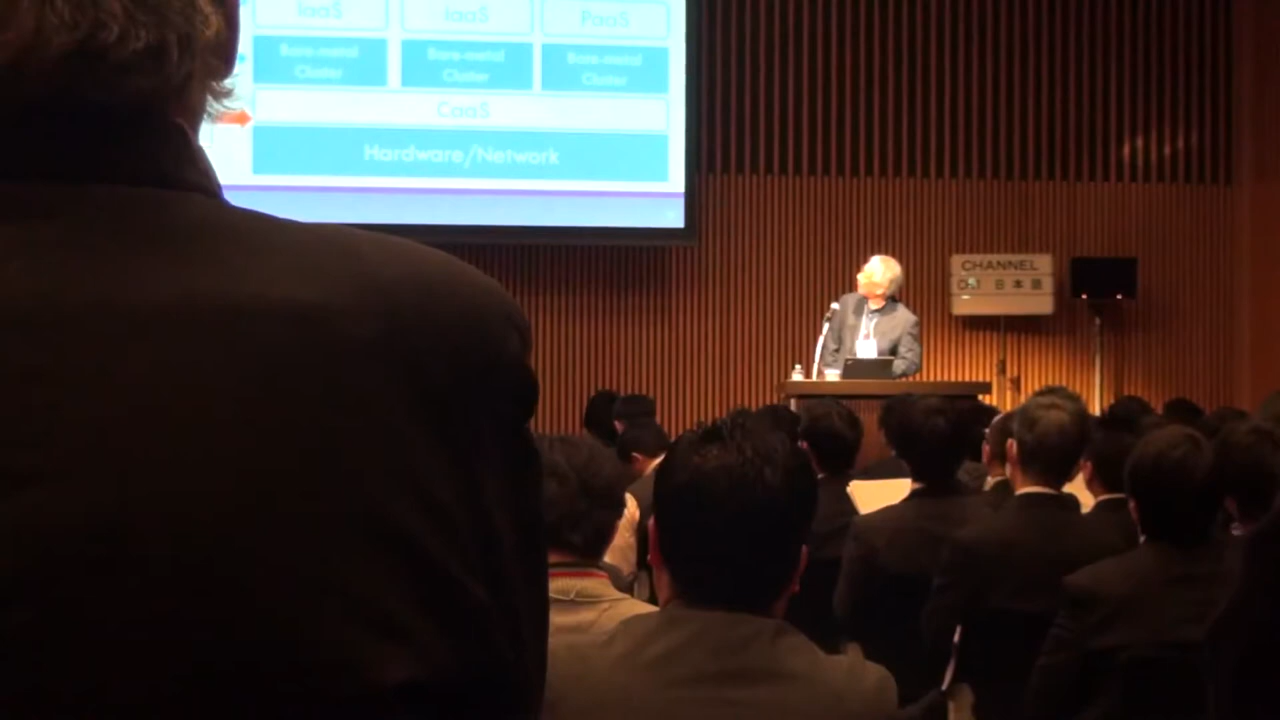 IaaS
IaaS
PaaS
Bare-metal
Cluster
Bare-metal
Cluster
Bare-metal
Cluster
CaaS
Hardware/Network
CHANNEL
日本語